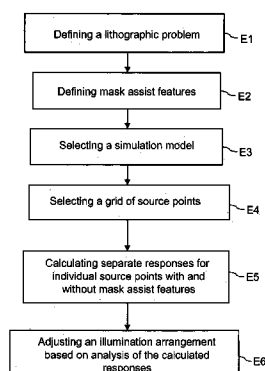 Defining a lithographic problem
E1
Defining mask assist features
E2
Selecting a simulation model
E3
Selecting a grid of source points
E4
Calculating separate responses for
individual source points with and
without mask assist features
E5
Adjusting an illumination arrangement
based on analysis of the calculated
responses
E6